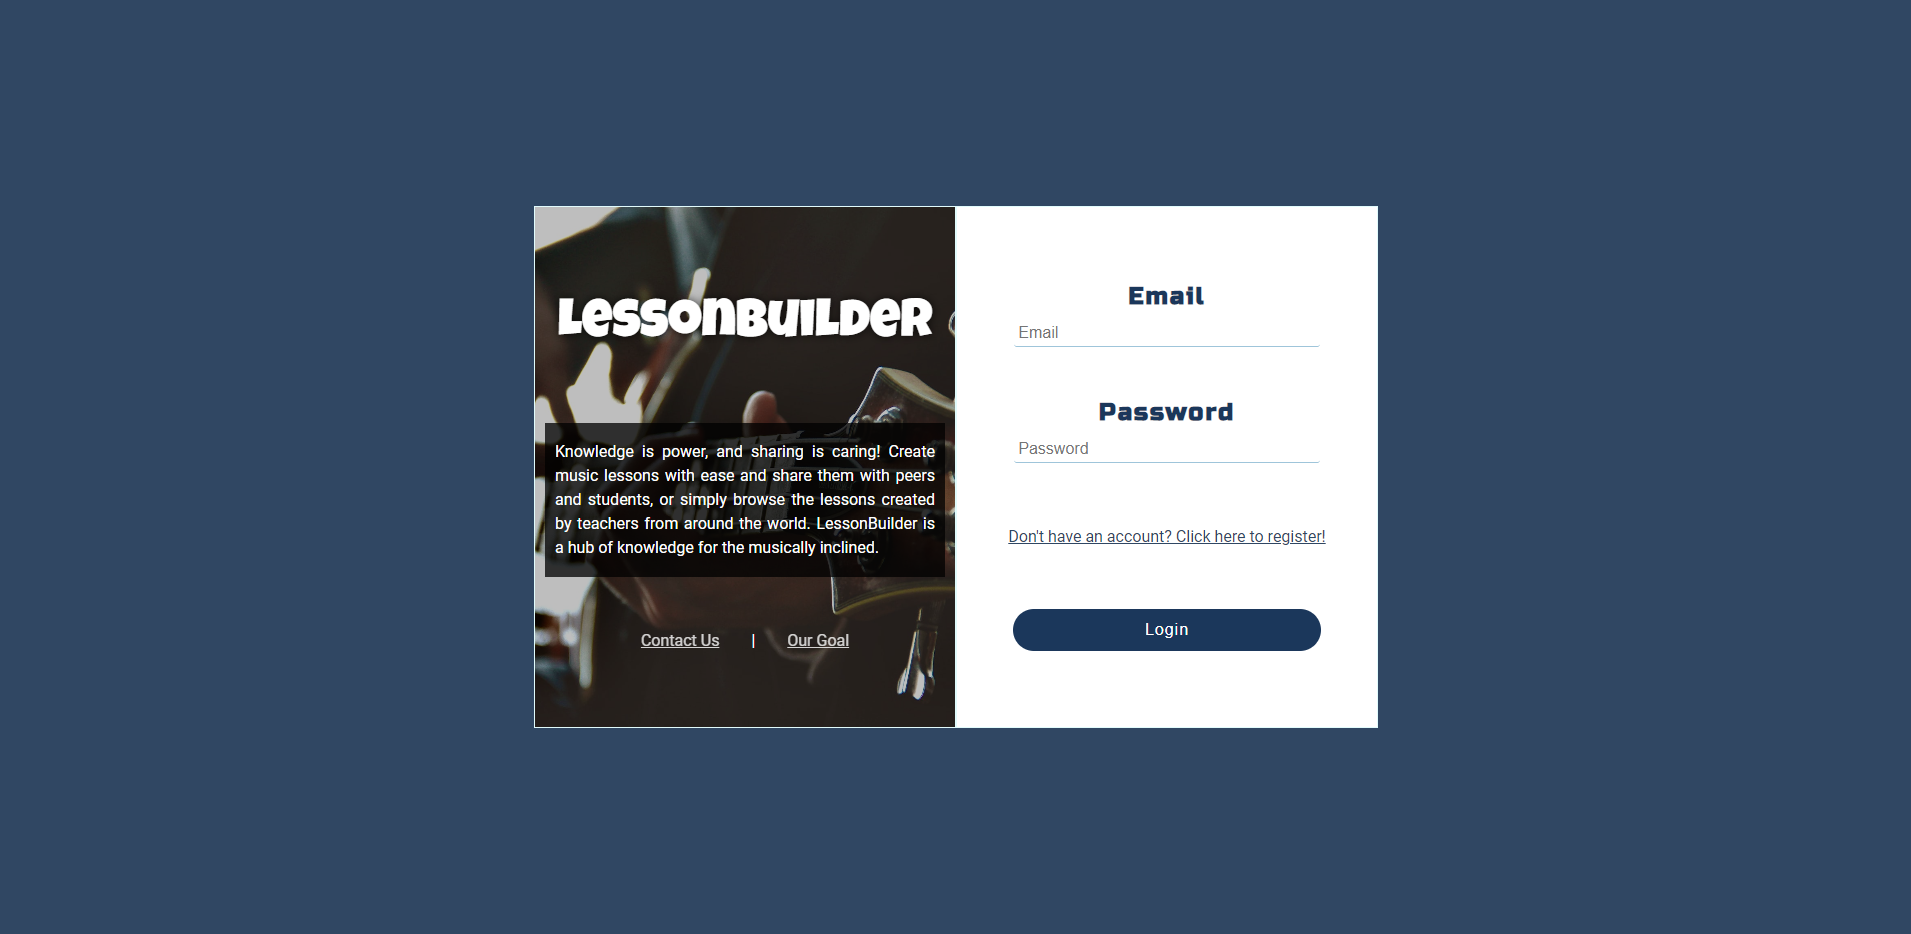 LessonBuilder
Knowledge is power, and sharing is caring! Create
music lessons with ease and share them with peers
and students, or simply browse the lessons created
by teachers from around the world. LessonBuilder is
a hub of knowledge for the musically inclined.
Contact Us | Our Goal
Email
Email
Password
Password
Don't have an account? Click here to register!
Login